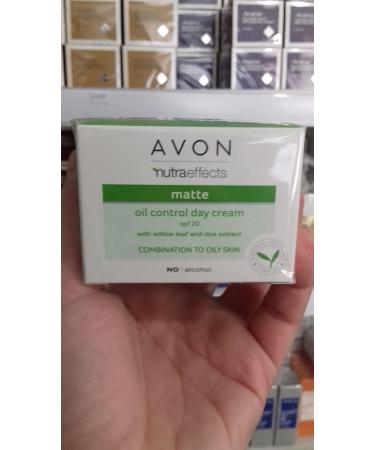 AVON
nutraeffects
matte
oil control day cream
spf 20
with willow leaf and rice extract
COMBINATION TO OILY SKIN
NO | alcohol